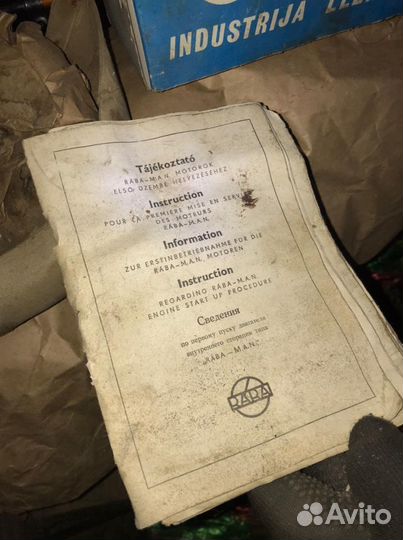 INDUSTRIJA
Tájékoztató
RÁBA-M.A.N. MOTOROK
ELSŐ ÜZEMBE HELYEZÉSÉHEZ
Instruction
POUR LA PREMIERE MISE EN
DES MOTEURS
RÁBA-M.A.N.
Information
ZUR ERSTINBETRIEBNAHME FÜR DIE
RÁBA-M.A.N. MOTOREN
Instruction
REGARDING RÁBA-M.A.N.
ENGINE START UP PROCEDURE
Сведения
по первому пуску двигателя
внутреннего сгорания типа
„RÁBA-M.A.N.”
RÁBA
Avito